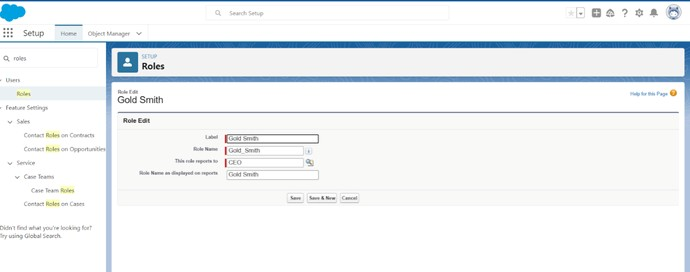 Search Setup
Setup
Home
Object Manager
roles
Users
Roles
Feature Settings
Sales
Contact Roles on Contracts
Contact Roles on Opportunities
Service
Case Teams
Case Team Roles
Contact Roles on Cases
Didn't find what you're looking for?
Try using Global Search.
SETUP
Roles
Role Edit
Gold Smith
Help for this Page
Role Edit
Label Gold Smith
Role Name Gold_Smith
This role reports to CEO
Role Name as displayed on reports Gold Smith
Save Save & New Cancel